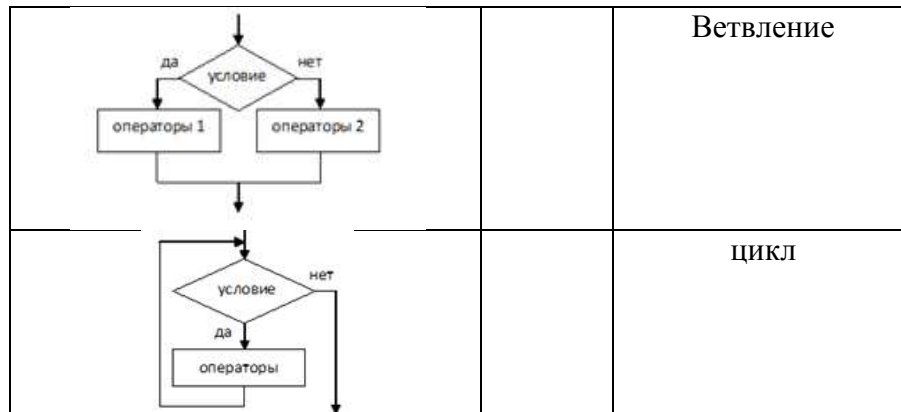 Ветвление
да
нет
условие
операторы 1
операторы 2
цикл
условие
нет
да
операторы